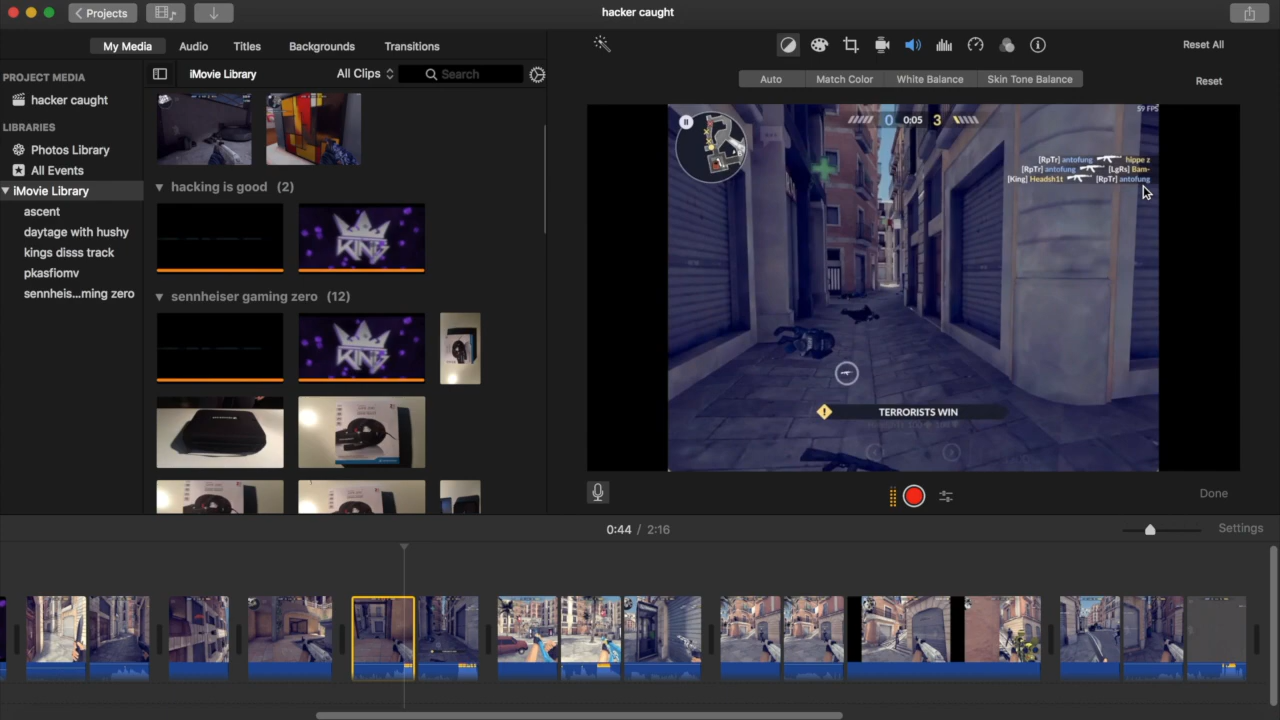 Projects
hacker caught
My Media
Audio
Titles
Backgrounds
Transitions
Reset All
PROJECT MEDIA
hacker caught
LIBRARIES
Photos Library
All Events
iMovie Library
ascent
daytage with hushy
kings disss track
pkasfiomv
sennheis...ming zero
iMovie Library
All Clips
Search
hacking is good (2)
KING
sennheiser gaming zero (12)
KING
Auto
Match Color
White Balance
Skin Tone Balance
Reset
59 FPS
0 0:05 3
[RpTr] antofung hippe z
[RpTr] antofung [LgRs] Bam-
[King] Headsh1t [RpTr] antofung
TERRORISTS WIN
Done
0:44 / 2:16
Settings